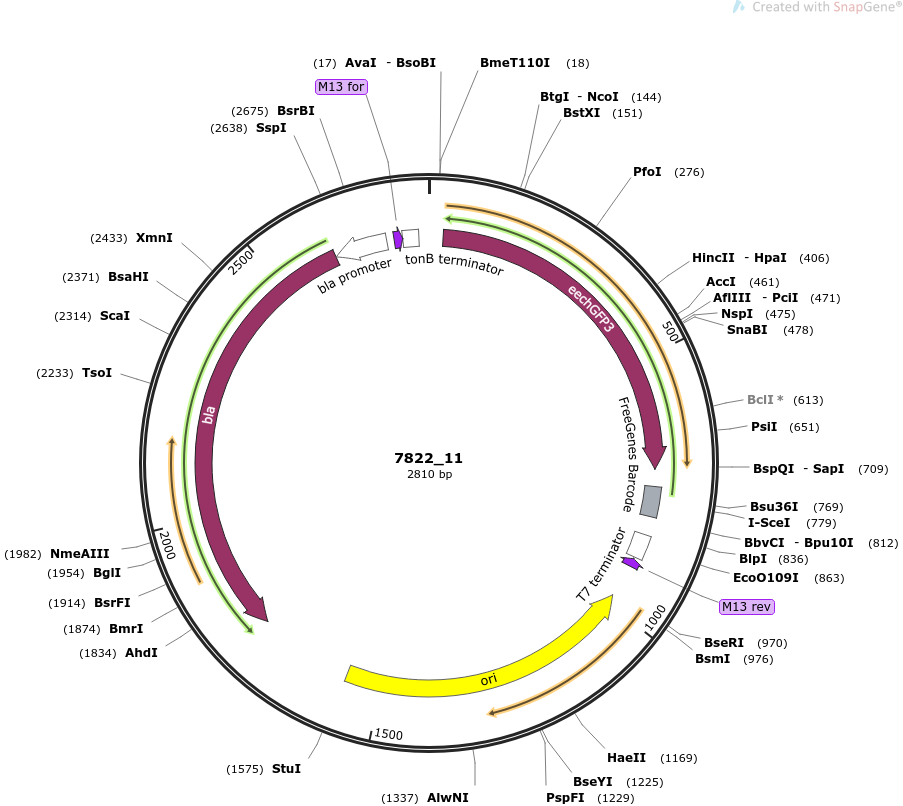 Created with SnapGene®
(17) AvaI - BsoBI
BmeT110I (18)
M13 for
BtgI - NcoI (144)
(2675) BsrBI
BstXI (151)
(2638) SspI
PfoI (276)
(2433) XmnI
2500
bla promoter
tonB terminator
HincII - HpaI (406)
(2371) BsaHI
AccI (461)
AflIII - PciI (471)
eechGFP3
(2314) ScaI
NspI (475)
SnaBI (478)
500
(2233) TsoI
BclI * (613)
bla
PsiI (651)
FreeGenes Barcode
7822_11
2810 bp
BspQI - SapI (709)
Bsu36I (769)
I-SceI (779)
2000
(1982) NmeAIII
BbvCI - Bpu10I (812)
BlpI (836)
T7 terminator
(1954) BglI
EcoO109I (863)
(1914) BsrFI
M13 rev
(1874) BmrI
1000
BseRI (970)
(1834) AhdI
BsmI (976)
ori
1500
HaeII (1169)
(1575) StuI
BseYI (1225)
(1337) AlwNI
PspFI (1229)